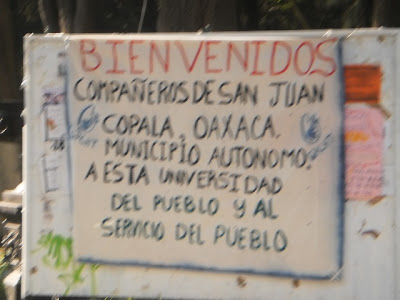 BIENVENIDOS
COMPAÑEROS DE SAN JUAN
COPALA, OAXACA.
MUNICIPIO AUTONOMO.
A ESTA UNIVERSIDAD
DEL PUEBLO Y AL
SERVICIO DEL PUEBLO